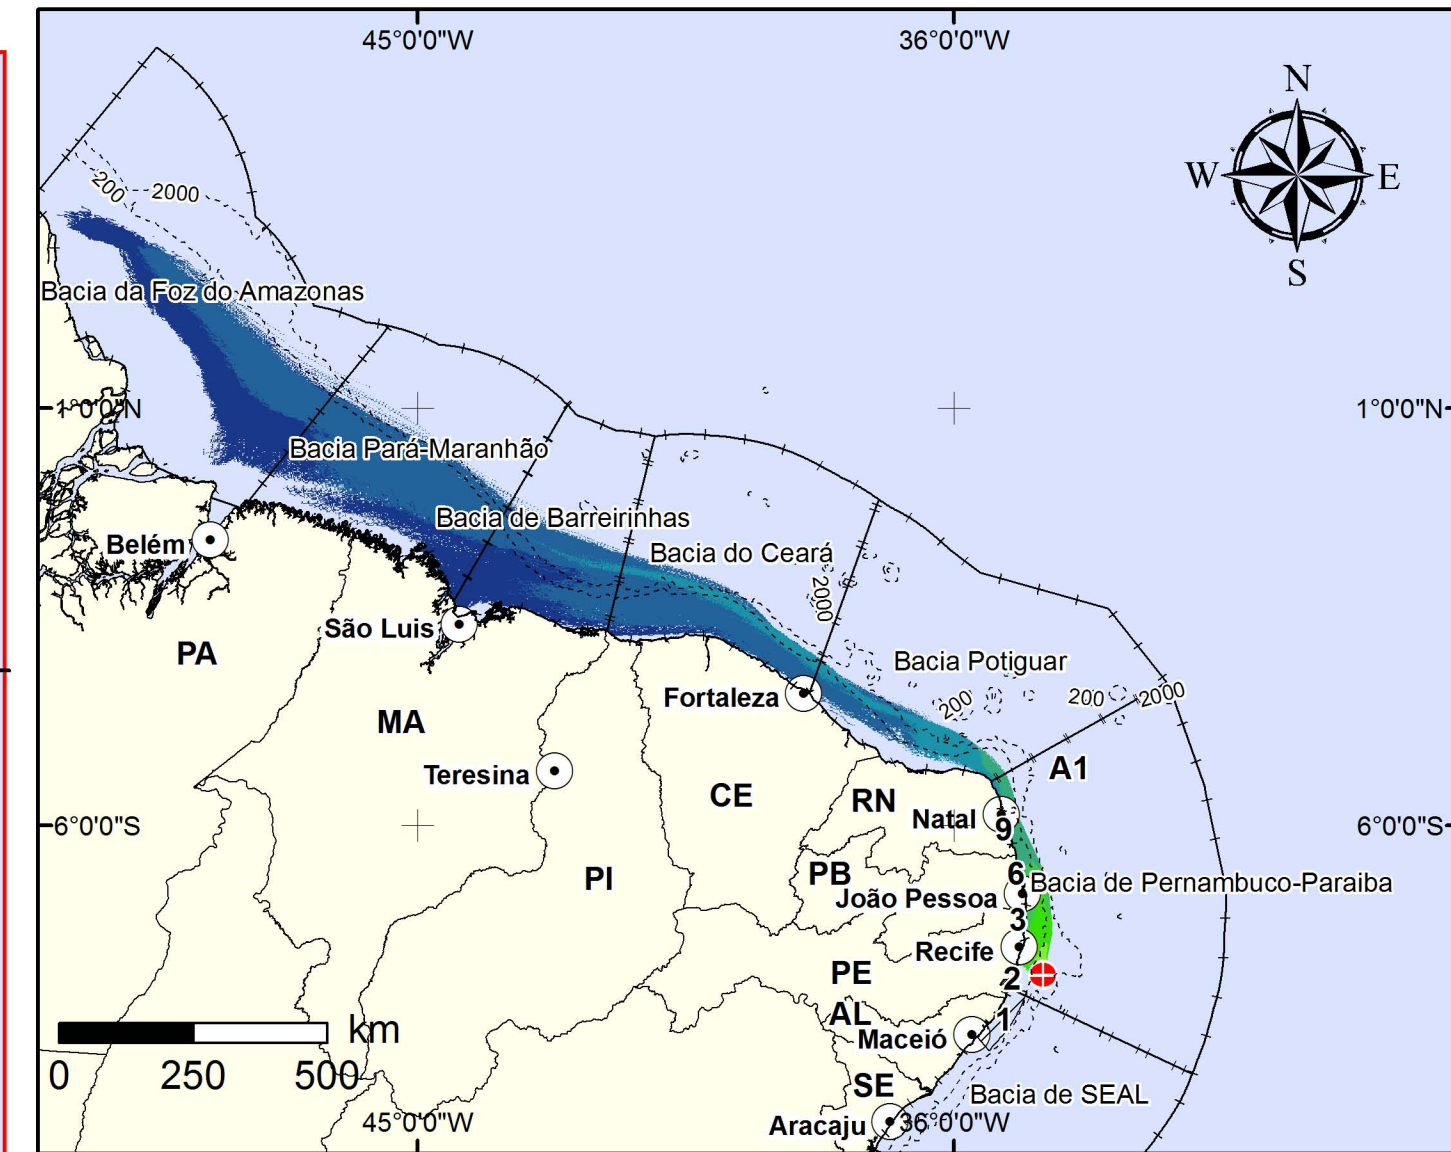 45°0'0"W
36°0'0"W
N
W
E
S
200
2000
Bacia da Foz do Amazonas
1°0'0"N
1°0'0"N
Bacia Pará-Maranhão
Bacia de Barreirinhas
Belém
Bacia do Ceará
2000
São Luis
PA
Bacia Potiguar
Fortaleza
200
200
2000
MA
Teresina
A1
CE
RN
Natal
9
6°0'0"S
6°0'0"S
PI
PB
6
Bacia de Pernambuco-Paraiba
João Pessoa
3
Recife
PE
2
AL
1
km
Maceió
0
250
500
SE
Bacia de SEAL
45°0'0"W
Aracaju
36°0'0"W